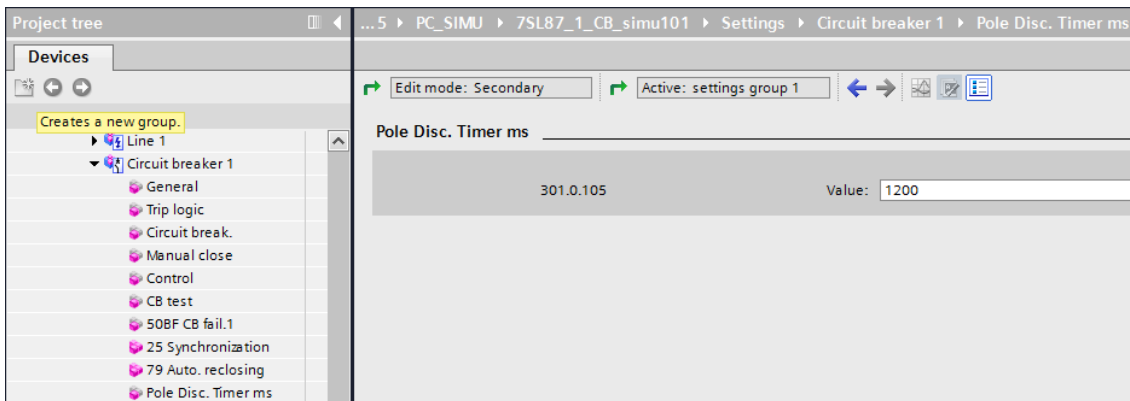 Project tree
Devices
Creates a new group.
Line 1
Circuit breaker 1
General
Trip logic
Circuit break.
Manual close
Control
CB test
50BF CB fail.1
25 Synchronization
79 Auto. reclosing
Pole Disc. Timer ms
...5 PC_SIMU 7SL87_1_CB_simu101 Settings Circuit breaker 1 Pole Disc. Timer ms
Edit mode: Secondary Active: settings group 1
Pole Disc. Timer ms
301.0.105 Value: 1200